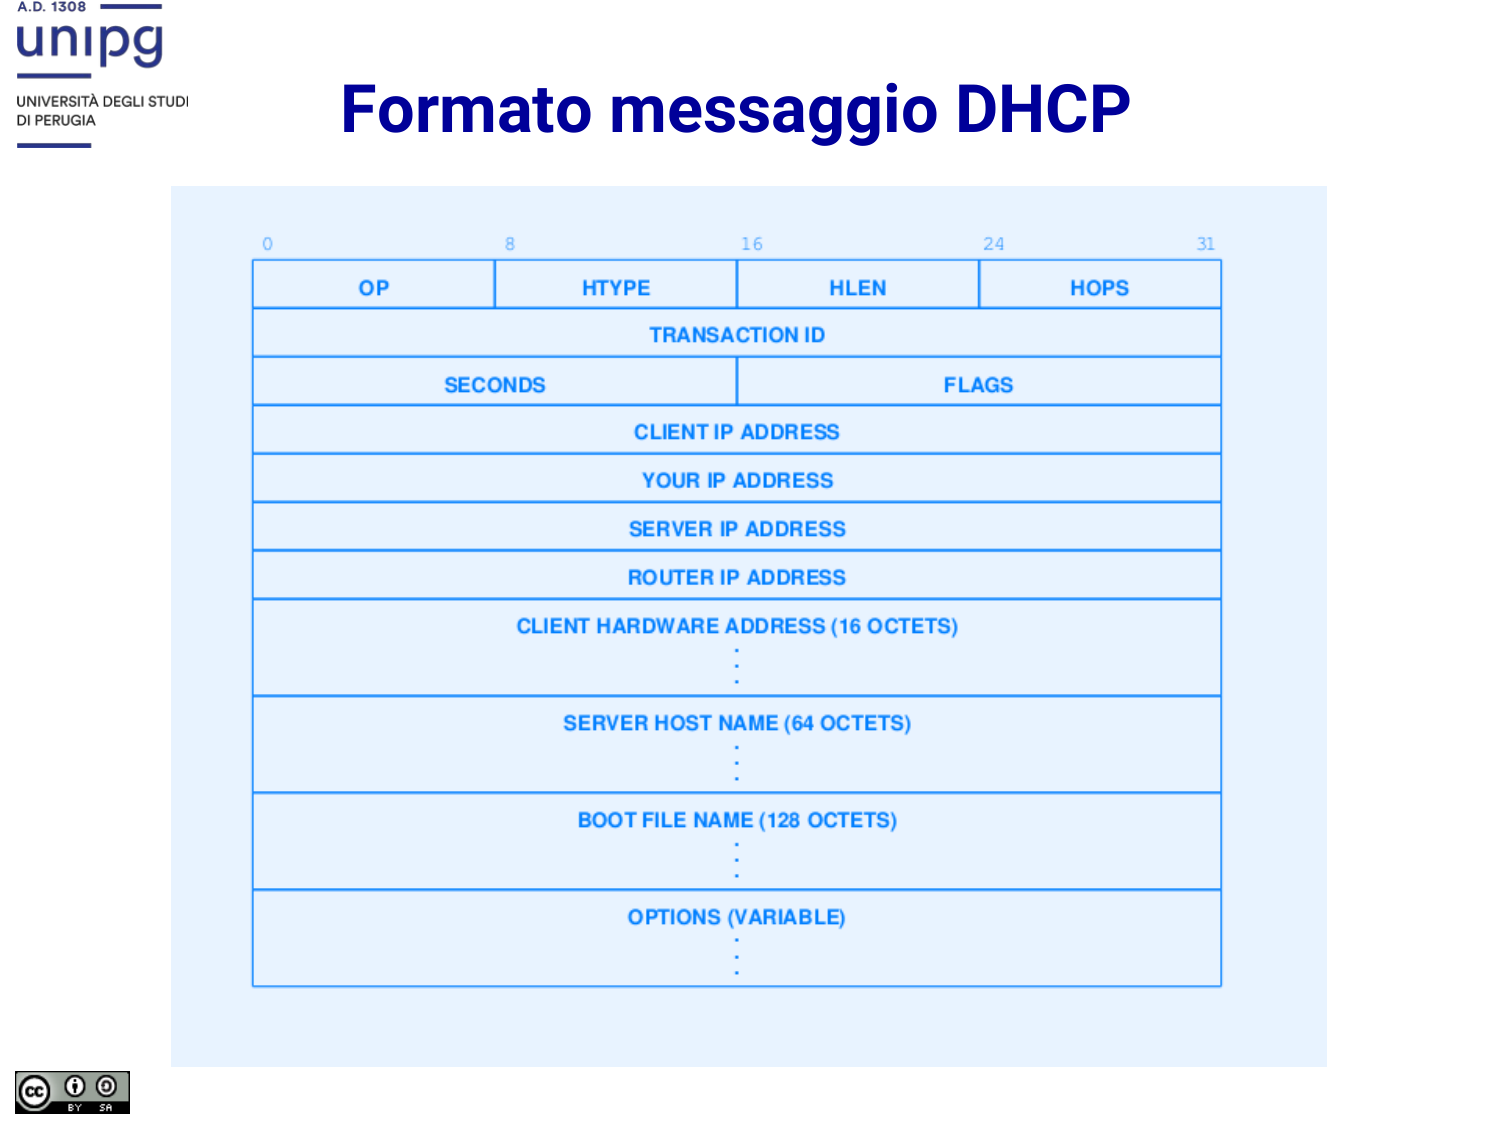 A.D. 1308
unipg
UNIVERSITÀ DEGLI STUDI
DI PERUGIA
Formato messaggio DHCP
0 8 16 24 31
OP HTYPE HLEN HOPS
TRANSACTION ID
SECONDS FLAGS
CLIENT IP ADDRESS
YOUR IP ADDRESS
SERVER IP ADDRESS
ROUTER IP ADDRESS
CLIENT HARDWARE ADDRESS (16 OCTETS)
SERVER HOST NAME (64 OCTETS)
BOOT FILE NAME (128 OCTETS)
OPTIONS (VARIABLE)
cc BY SA